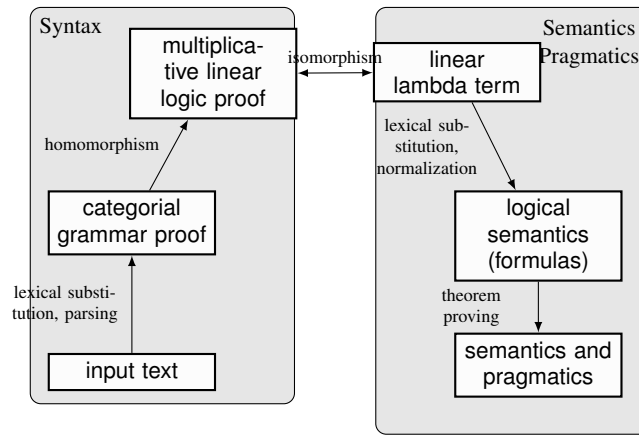 Syntax
multiplica-
tive linear
logic proof
homomorphism
categorial
grammar proof
lexical substi-
tution, parsing
input text
isomorphism
Semantics
Pragmatics
linear
lambda term
lexical sub-
stitution,
normalization
logical
semantics
(formulas)
theorem
proving
semantics and
pragmatics